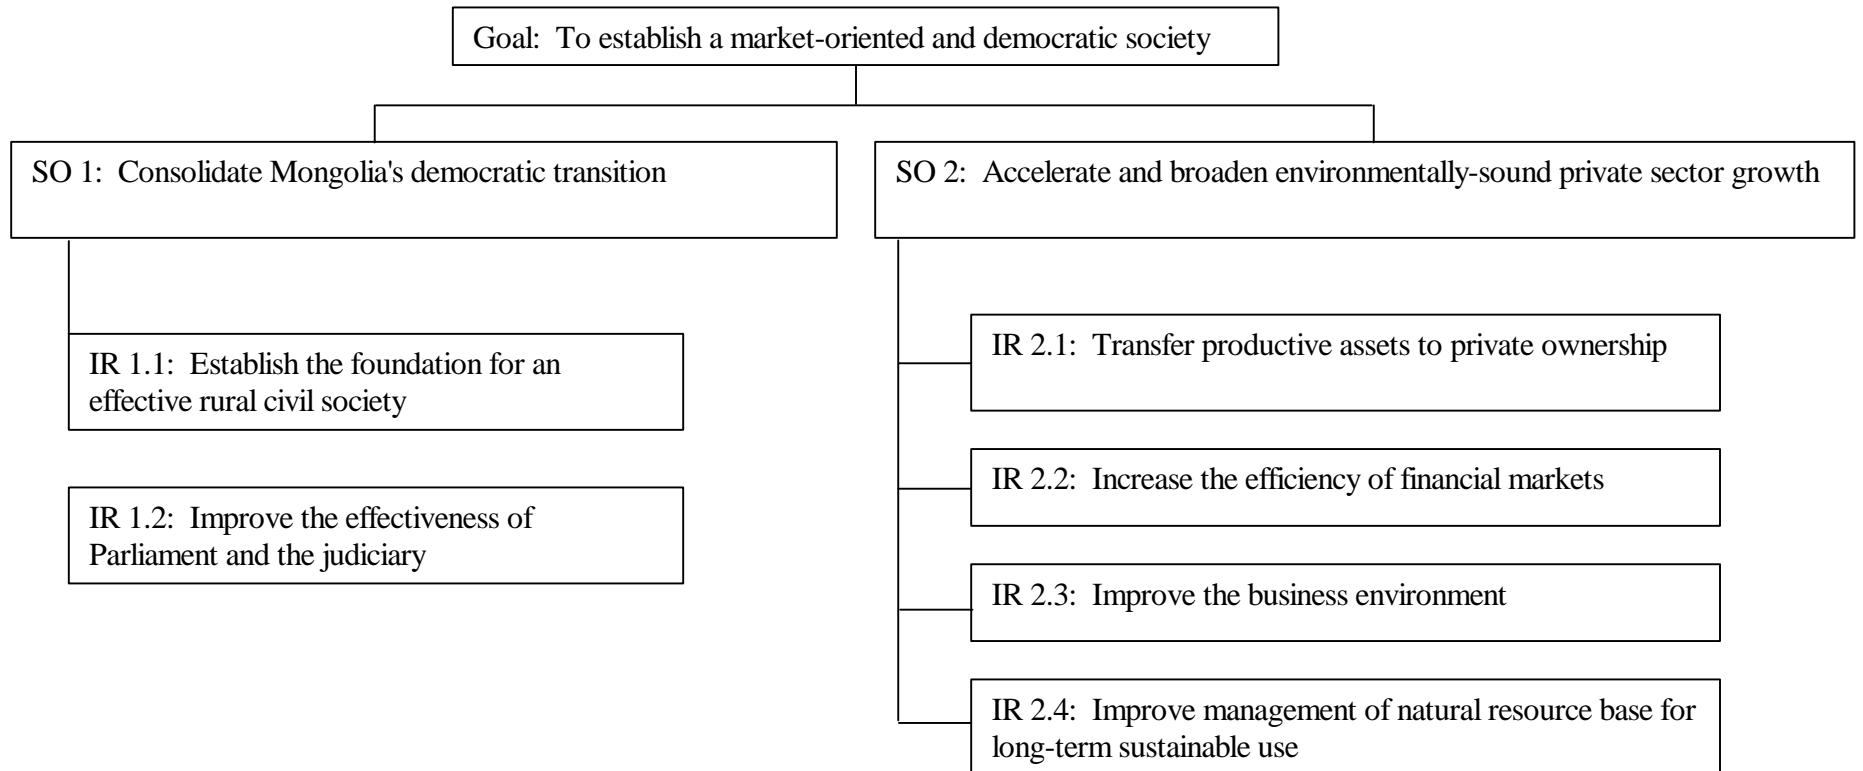 Goal:  To establish a market-oriented and democratic society
SO 1:  Consolidate Mongolia's democratic transition
SO 2:  Accelerate and broaden environmentally-sound private sector growth
IR 1.1:  Establish the foundation for an
effective rural civil society
IR 1.2:  Improve the effectiveness of
Parliament and the judiciary
IR 2.1:  Transfer productive assets to private ownership
IR 2.2:  Increase the efficiency of financial markets
IR 2.3:  Improve the business environment
IR 2.4:  Improve management of natural resource base for
long-term sustainable use